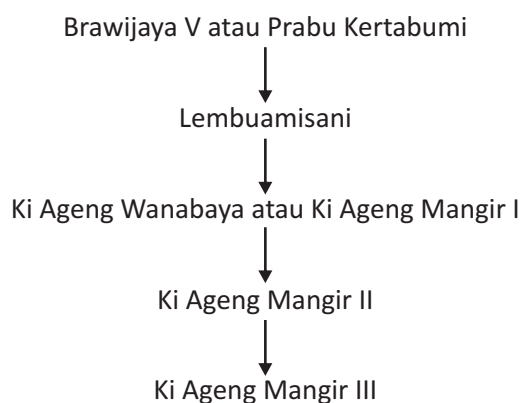 Brawijaya V atau Prabu Kertabumi
Lembuamisani
Ki Ageng Wanabaya atau Ki Ageng Mangir I
Ki Ageng Mangir II
Ki Ageng Mangir III